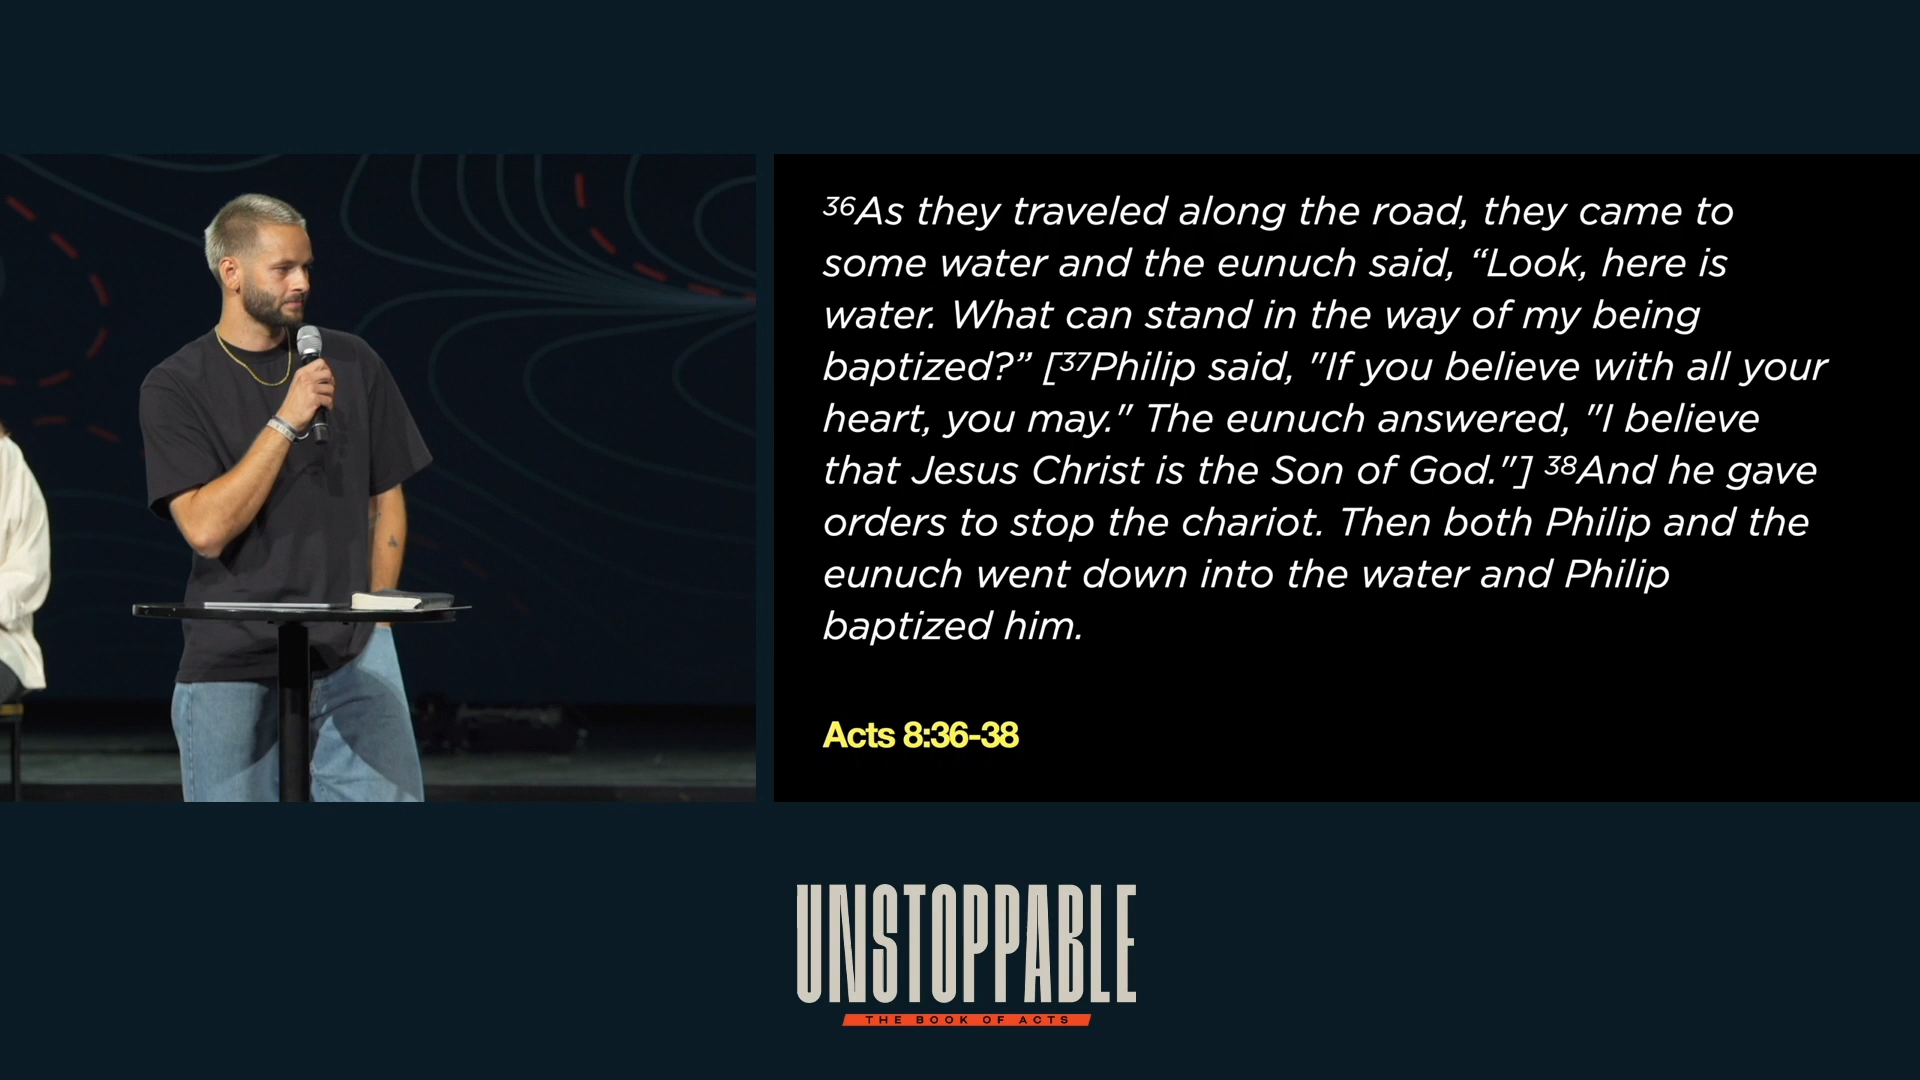 ³⁶As they traveled along the road, they came to
some water and the eunuch said, “Look, here is
water. What can stand in the way of my being
baptized?” [³⁷Philip said, "If you believe with all your
heart, you may." The eunuch answered, "I believe
that Jesus Christ is the Son of God."] ³⁸And he gave
orders to stop the chariot. Then both Philip and the
eunuch went down into the water and Philip
baptized him.
Acts 8:36-38
UNSTOPPABLE
THE BOOK OF ACTS